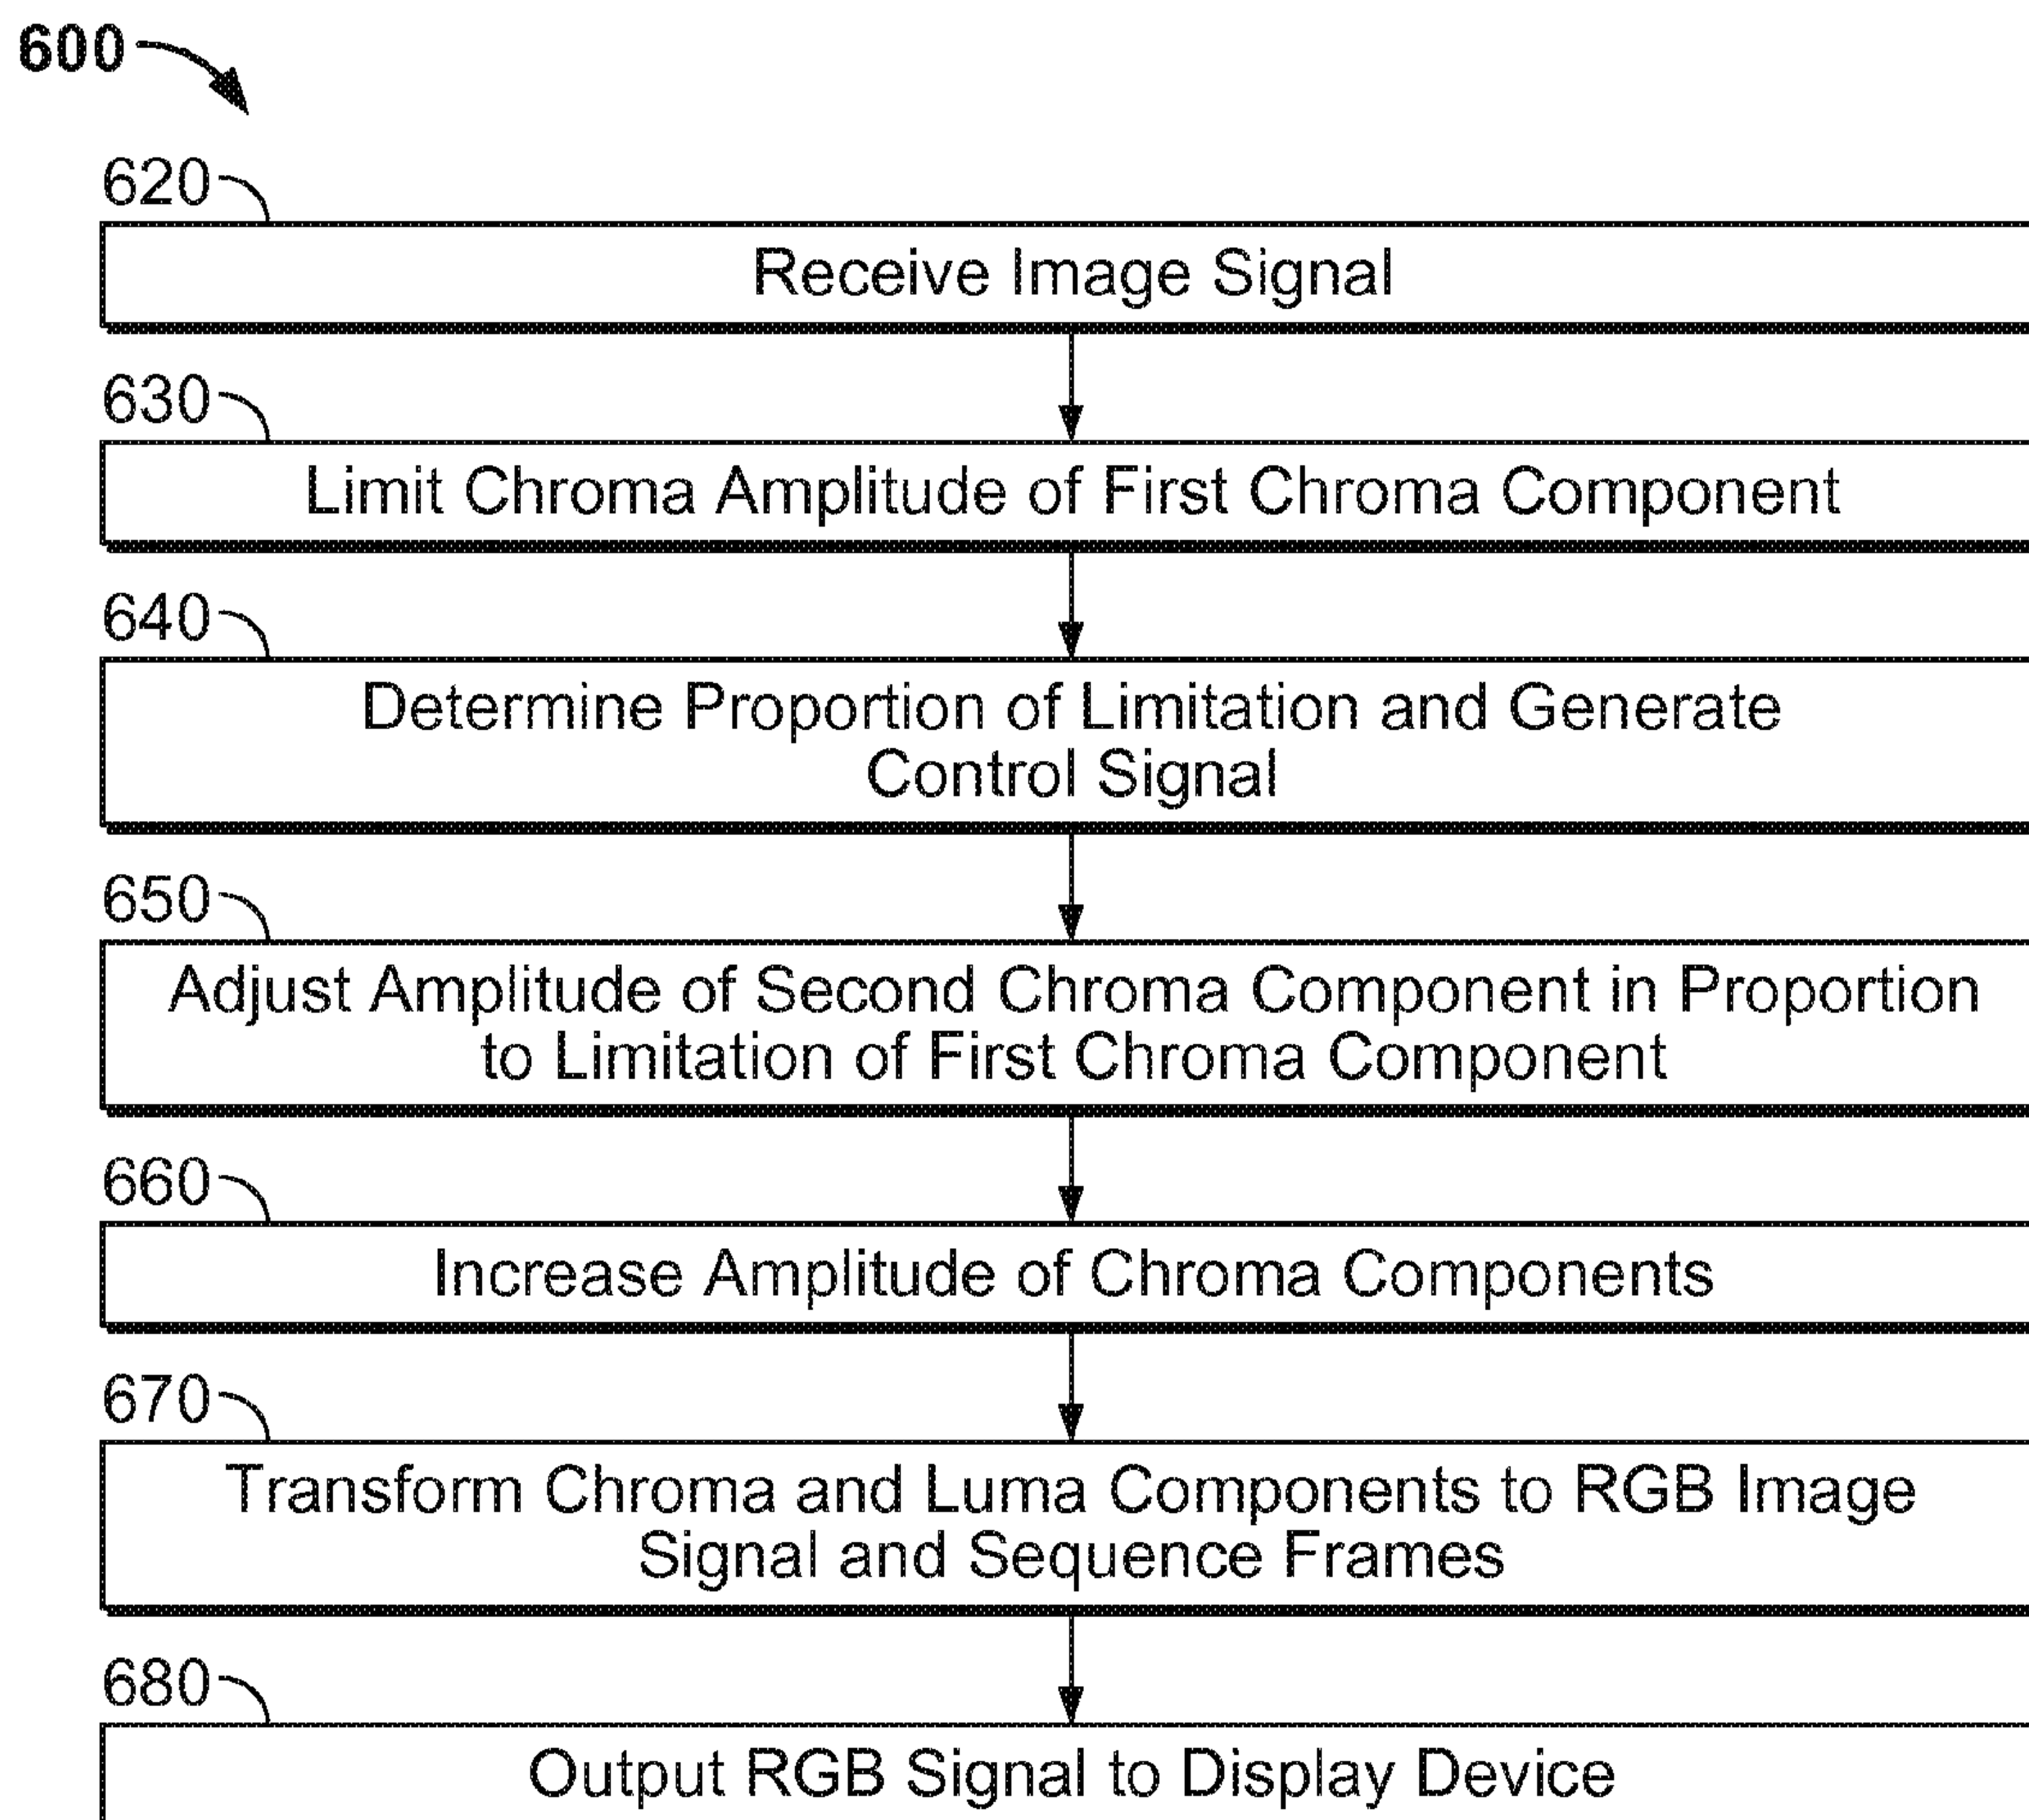 600
620
Receive Image Signal
630
Limit Chroma Amplitude of First Chroma Component
640
Determine Proportion of Limitation and Generate
Control Signal
650
Adjust Amplitude of Second Chroma Component in Proportion
to Limitation of First Chroma Component
660
Increase Amplitude of Chroma Components
670
Transform Chroma and Luma Components to RGB Image
Signal and Sequence Frames
680
Output RGB Signal to Display Device